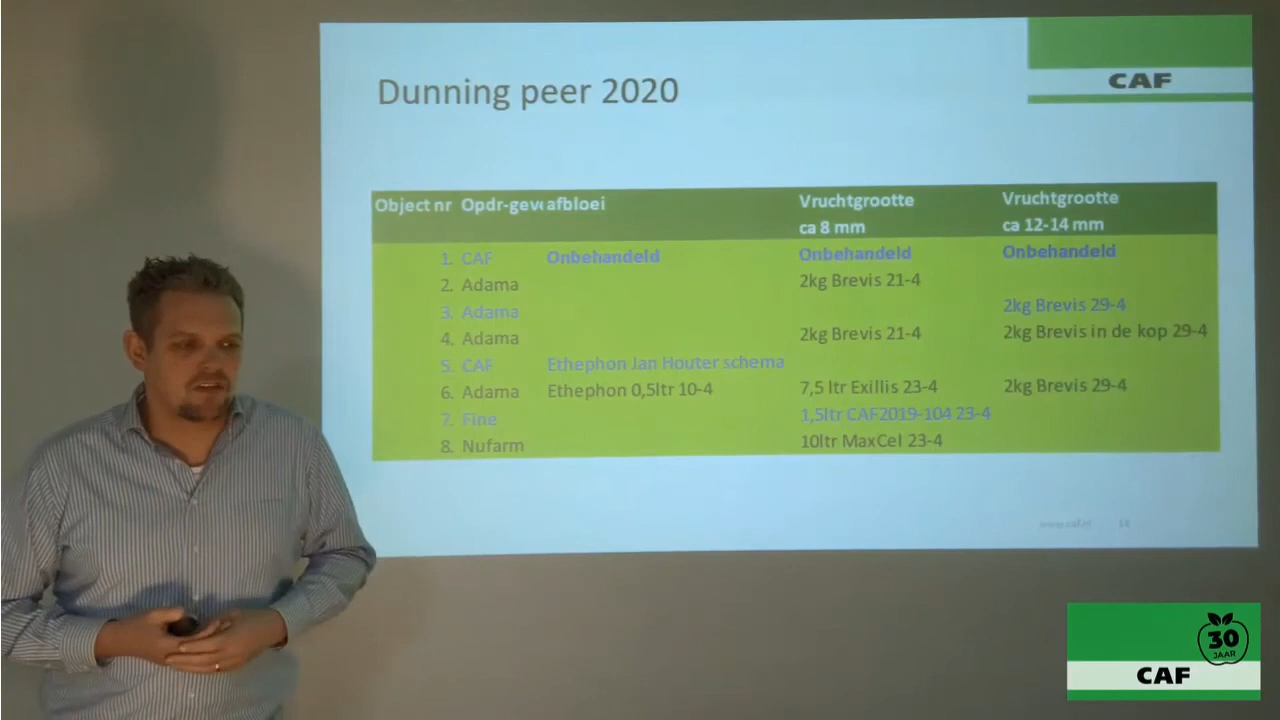 Dunning peer 2020
CAF
Object nr Opdr-geve afbloei Vruchtgrootte ca 8 mm Vruchtgrootte ca 12-14 mm
1. CAF Onbehandeld Onbehandeld Onbehandeld
2. Adama 2kg Brevis 21-4
3. Adama 2kg Brevis 29-4
4. Adama 2kg Brevis 21-4 2kg Brevis in de kop 29-4
5. CAF Ethephon Jan Houter schema
6. Adama Ethephon 0,5ltr 10-4 7,5 ltr Exillis 23-4 2kg Brevis 29-4
7. Fine 1,5ltr CAF2019-104 23-4
8. Nufarm 10ltr MaxCel 23-4
30
JAAR
CAF